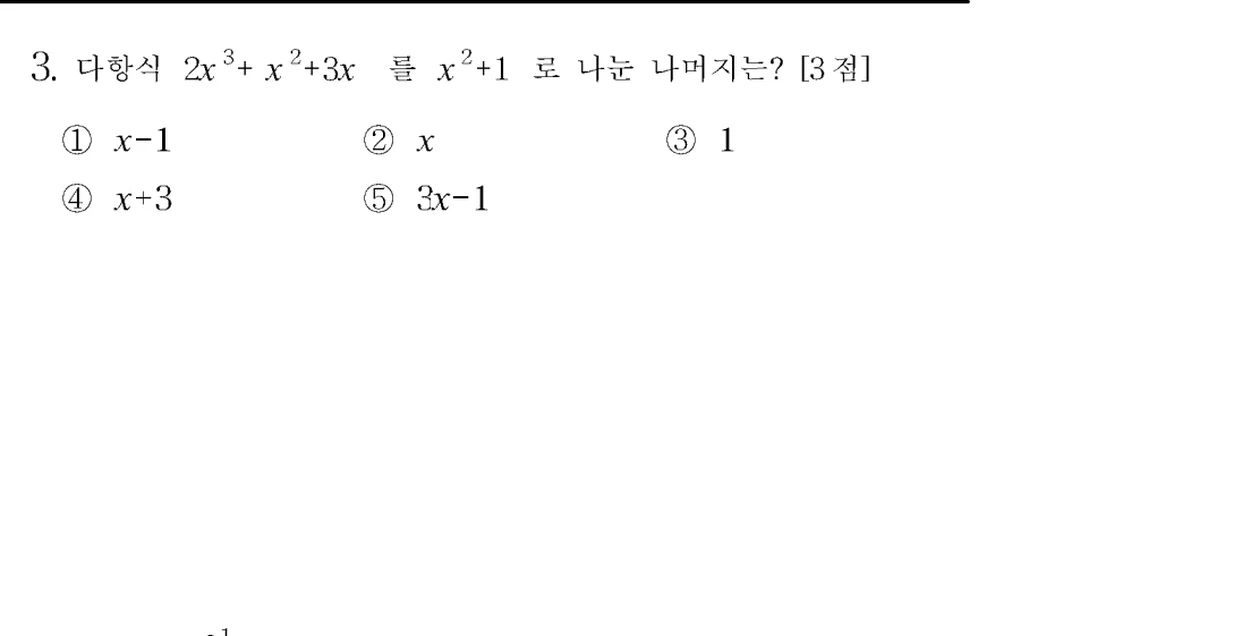 3. 다항식 2x³+ x²+3x 를 x²+1 로 나눈 나머지는? [3점]
① x−1 ② x ③ 1
④ x+3 ⑤ 3x−1